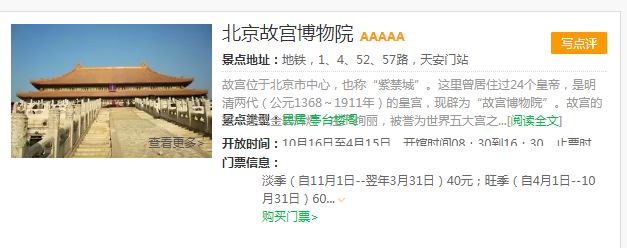 北京故宫博物院 AAAAA
写点评
景点地址：地铁，1、4、52、57路，天安门站
故宫位于北京市中心，也称“紫禁城”。这里曾居住过24个皇帝，是明
清两代（公元1368～1911年）的皇宫，现辟为“故宫博物院”。故宫的
景点类型：宫殿 亭台楼阁
绚丽，被誉为世界五大宫之...[阅读全文]
查看更多>
开放时间：10月16日至4月15日，开馆时间08：30到16：30，止票时
门票信息：
淡季（自11月1日--翌年3月31日）40元；旺季（自4月1日--10
月31日）60...
购买门票>